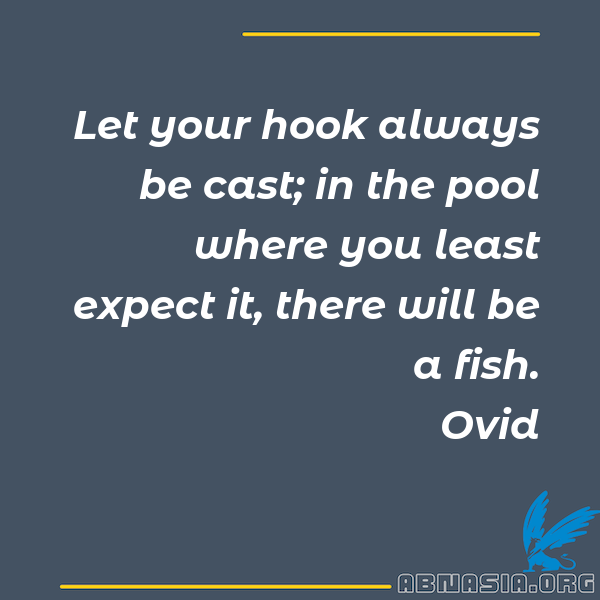 Let your hook always
be cast; in the pool
where you least
expect it, there will be
a fish.
Ovid
ABNASIA.ORG